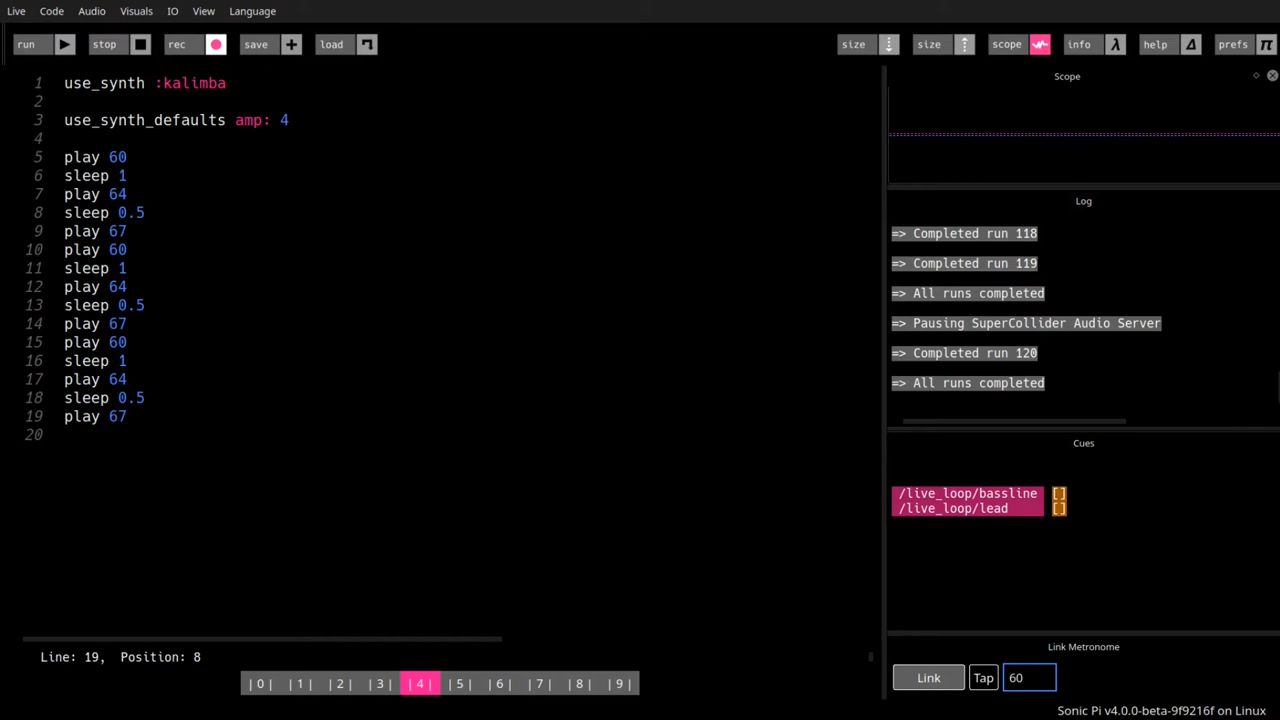 Live Code Audio Visuals IO View Language
run stop rec save load size size scope info λ help prefs π
1 use_synth :kalimba
2
3 use_synth_defaults amp: 4
4
5 play 60
6 sleep 1
7 play 64
8 sleep 0.5
9 play 67
10 play 60
11 sleep 1
12 play 64
13 sleep 0.5
14 play 67
15 play 60
16 sleep 1
17 play 64
18 sleep 0.5
19 play 67
20
Line: 19, Position: 8
|0| |1| |2| |3| |4| |5| |6| |7| |8| |9|
Scope
Log
=> Completed run 118
=> Completed run 119
=> All runs completed
=> Pausing SuperCollider Audio Server
=> Completed run 120
=> All runs completed
Cues
/live_loop/bassline []
/live_loop/lead []
Link Metronome
Link Tap 60
Sonic Pi v4.0.0-beta-9f9216f on Linux